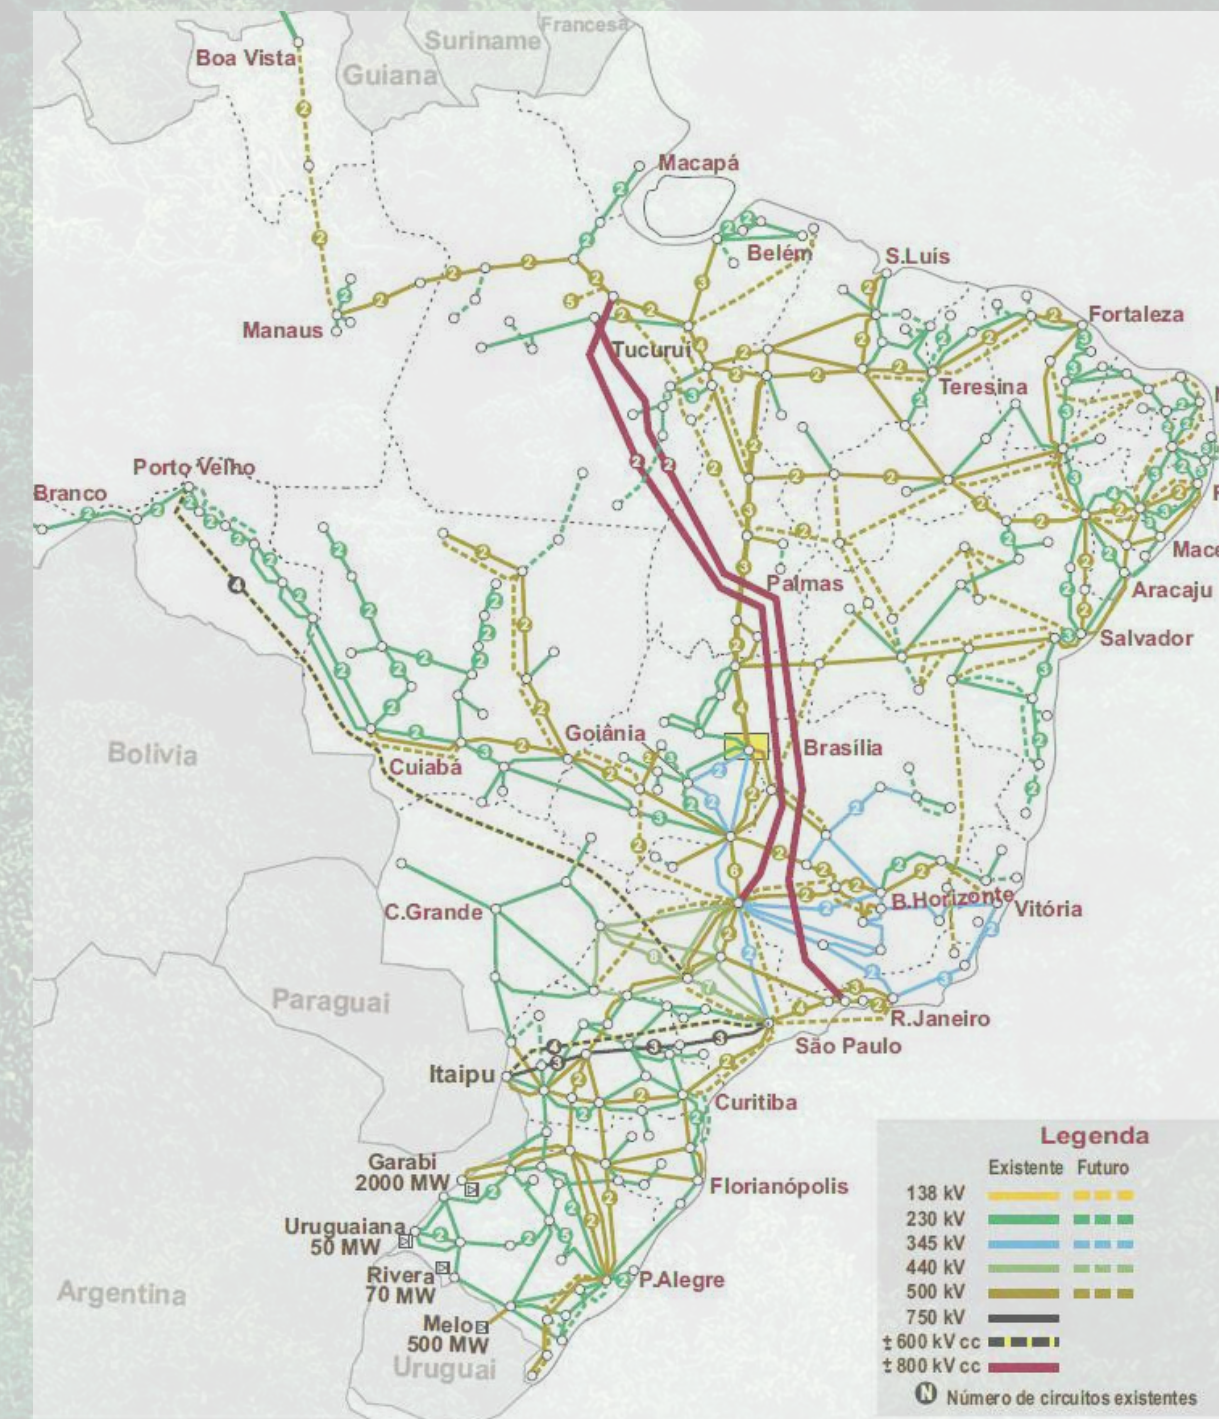 Suriname
Francesa
Boa Vista
Guiana
Macapá
Belém
S.Luís
Manaus
Fortaleza
Tucuruí
Teresina
Porto Velho
Branco
Mace
Palmas
Aracaju
Salvador
Goiânia
Brasília
Bolivia
Cuiabá
C.Grande
B.Horizonte
Vitória
Paraguai
R.Janeiro
São Paulo
Itaipu
Curitiba
Garabi
2000 MW
Florianópolis
Uruguaiana
50 MW
Rivera
70 MW
P.Alegre
Argentina
Melo
500 MW
Uruguai
Legenda
Existente Futuro
138 kV
230 kV
345 kV
440 kV
500 kV
750 kV
± 600 kV cc
± 800 kV cc
N Número de circuitos existentes